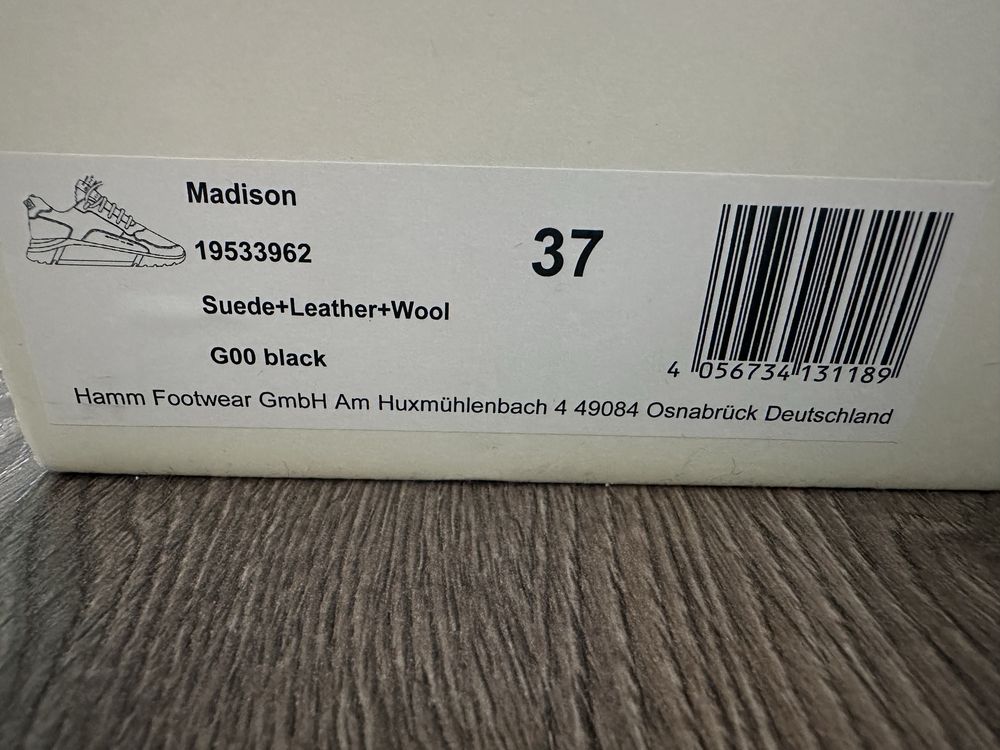 Madison
19533962
37
Suede+Leather+Wool
G00 black
4 056734 131189
Hamm Footwear GmbH Am Huxmühlenbach 4 49084 Osnabrück Deutschland